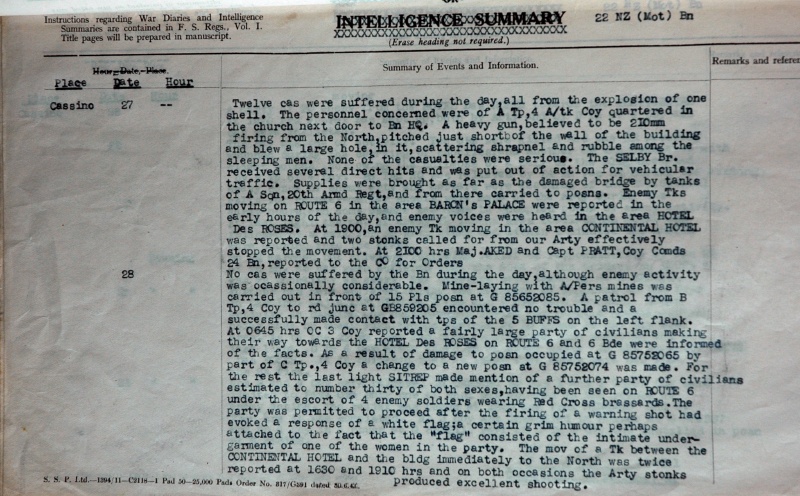 OR
Instructions regarding War Diaries and Intelligence
Summaries are contained in F. S. Regs., Vol. I.
Title pages will be prepared in manuscript.
INTELLIGENCE SUMMARY
(Erase heading not required.)
22 NZ (Mot) Bn
Hour, Date, Place.
Place Date Hour
Summary of Events and Information.
Remarks and referen
Cassino 27 --
Twelve cas were suffered during the day,all from the explosion of one
shell. The personnel concerned were of A Tp,4 A/tk Coy quartered in
the church next door to Bn HQ. A heavy gun,believed to be 210mm
firing from the North,pitched just shortof the wall of the building
and blew a large hole,in it,scattering shrapnel and rubble among the
sleeping men. None of the casualties were serious. The SELBY Br.
received several direct hits and was put out of action for vehicular
traffic. Supplies were brought as far as the damaged bridge by tanks
of A Sqn,20th Armd Regt,and from there carried to posns. Enemy Tks
moving on ROUTE 6 in the area BARON's PALACE were reported in the
early hours of the day,and enemy voices were heard in the area HOTEL
Des ROSES. At 1900,an enemy Tk moving in the area CONTINENTAL HOTEL
was reported and two stonks called for from our Arty effectively
stopped the movement. At 2100 hrs Maj.AKED and Capt PRATT,Coy Comds
24 Bn,reported to the CO for Orders
28
No cas were suffered by the Bn during the day,although enemy activity
was ocassionally considerable. Mine-laying with A/Pers mines was
carried out in front of 15 Pls posn at G 85652085. A patrol from B
Tp,4 Coy to rd junc at G859205 encountered no trouble and a
successfully made contact with tps of the 5 BUFFS on the left flank.
At 0645 hrs OC 3 Coy reported a fairly large party of civilians making
their way towards the HOTEL Des ROSES on ROUTE 6 and 6 Bde were informed
of the facts. As a result of damage to posn occupied at G 85752065 by
part of C Tp.,4 Coy a change to a new posn at G 85752074 was made. For
the rest the last light SITREP made mention of a further party of civilians
estimated to number thirty of both sexes,having been seen on ROUTE 6
under the escort of 4 enemy soldiers wearing Red Cross brassards.The
party was permitted to proceed after the firing of a warning shot had
evoked a response of a white flag;a certain grim humour perhaps
attached to the fact that the "flag" consisted of the intimate under-
garment of one of the women in the party. The mov of a Tk between the
CONTINENTAL HOTEL and the bldg immediately to the North was twice
reported at 1630 and 1910 hrs and on both occasions the Arty stonks
produced excellent shooting.
S. S. P. Ltd.—1394/11—C2118—1 Pad 50—25,000 Pads Order No. 817/G591 dated